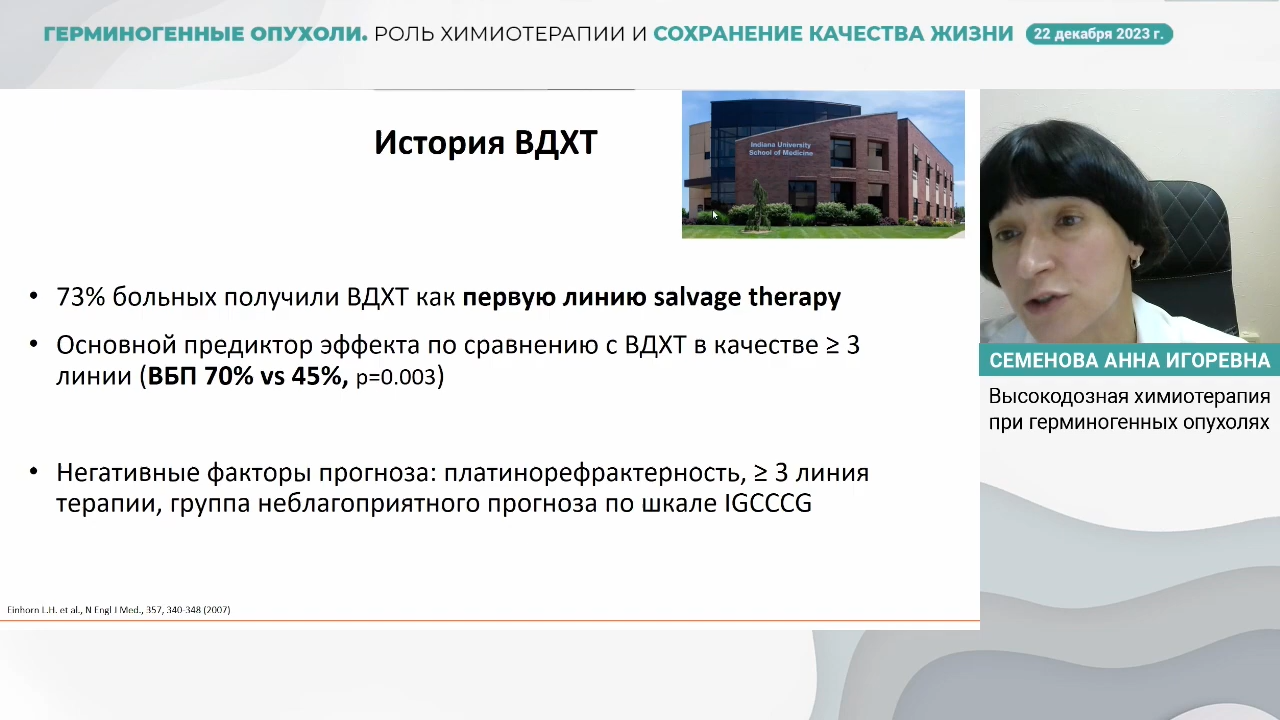 ГЕРМИНОГЕННЫЕ ОПУХОЛИ. РОЛЬ ХИМИОТЕРАПИИ И СОХРАНЕНИЕ КАЧЕСТВА ЖИЗНИ 22 декабря 2023 г.
История ВДХТ
Indiana University
School of Medicine
• 73% больных получили ВДХТ как первую линию salvage therapy
• Основной предиктор эффекта по сравнению с ВДХТ в качестве ≥ 3
линии (ВБП 70% vs 45%, p=0.003)
• Негативные факторы прогноза: платинорефрактерность, ≥ 3 линия
терапии, группа неблагоприятного прогноза по шкале IGCCCG
Einhorn L.H. et al., N Engl J Med., 357, 340-348 (2007)
СЕМЕНОВА АННА ИГОРЕВНА
Высокодозная химиотерапия
при герминогенных опухолях